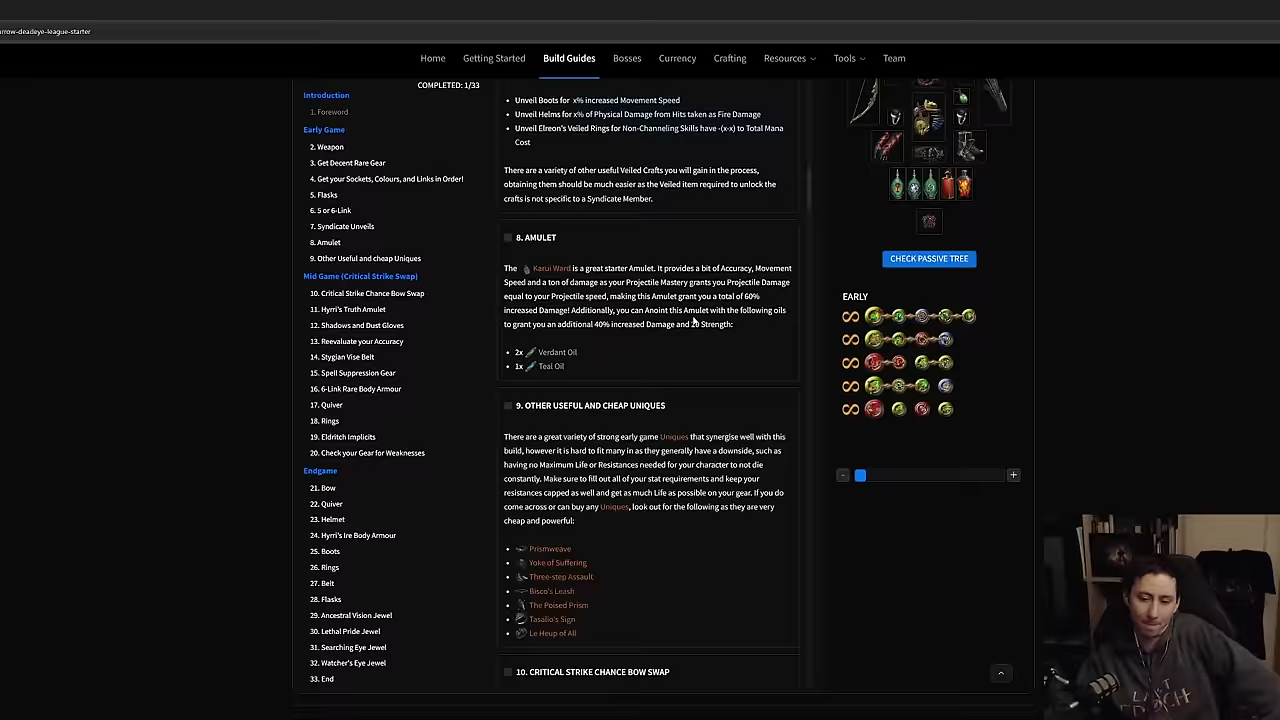 rrow-deadeye-league-starter
Home Getting Started Build Guides Bosses Currency Crafting Resources Tools Team
COMPLETED: 1/33
Introduction
1. Foreword
Early Game
2. Weapon
3. Get Decent Rare Gear
4. Get your Sockets, Colours, and Links in Order!
5. Flasks
6. 5 or 6-Link
7. Syndicate Unveils
8. Amulet
9. Other Useful and cheap Uniques
Mid Game (Critical Strike Swap)
10. Critical Strike Chance Bow Swap
11. Hyrri's Truth Amulet
12. Shadows and Dust Gloves
13. Reevaluate your Accuracy
14. Stygian Vise Belt
15. Spell Suppression Gear
16. 6-Link Rare Body Armour
17. Quiver
18. Rings
19. Eldritch Implicits
20. Check your Gear for Weaknesses
Endgame
21. Bow
22. Quiver
23. Helmet
24. Hyrri's Ire Body Armour
25. Boots
26. Rings
27. Belt
28. Flasks
29. Ancestral Vision Jewel
30. Lethal Pride Jewel
31. Searching Eye Jewel
32. Watcher's Eye Jewel
33. End
Unveil Boots for x% increased Movement Speed
Unveil Helms for x% of Physical Damage from Hits taken as Fire Damage
Unveil Elreon's Veiled Rings for Non-Channeling Skills have -(x-x) to Total Mana
Cost
There are a variety of other useful Veiled Crafts you will gain in the process,
obtaining them should be much easier as the Veiled item required to unlock the
crafts is not specific to a Syndicate Member.
8. AMULET
The Karui Ward is a great starter Amulet. It provides a bit of Accuracy, Movement
Speed and a ton of damage as your Projectile Mastery grants you Projectile Damage
equal to your Projectile speed, making this Amulet grant you a total of 60%
increased Damage! Additionally, you can Anoint this Amulet with the following oils
to grant you an additional 40% increased Damage and Strength:
2x Verdant Oil
1x Teal Oil
9. OTHER USEFUL AND CHEAP UNIQUES
There are a great variety of strong early game Uniques that synergise well with this
build, however it is hard to fit many in as they generally have a downside, such as
having no Maximum Life or Resistances needed for your character to not die
constantly. Make sure to fill out all of your stat requirements and keep your
resistances capped as well and get as much Life as possible on your gear. If you do
come across or can buy any Uniques, look out for the following as they are very
cheap and powerful:
Prismweave
Yoke of Suffering
Three-step Assault
Bisco's Leash
The Poised Prism
Tasalio's Sign
Le Heup of All
10. CRITICAL STRIKE CHANCE BOW SWAP
CHECK PASSIVE TREE
EARLY
LAST EPOCH